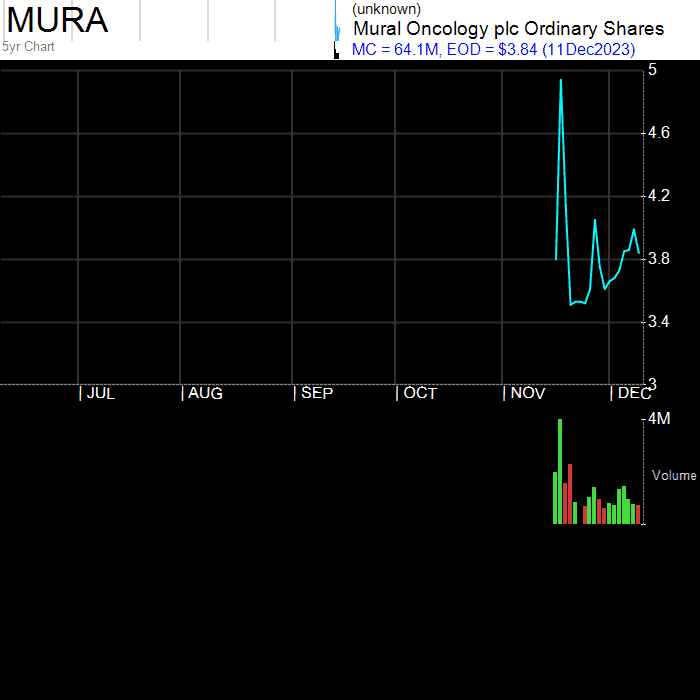 MURA
5yr Chart
(unknown)
Mural Oncology plc Ordinary Shares
MC = 64.1M, EOD = $3.84 (11Dec2023)
5
4.6
4.2
3.8
3.4
3
JUL AUG SEP OCT NOV DEC
4M
Volume